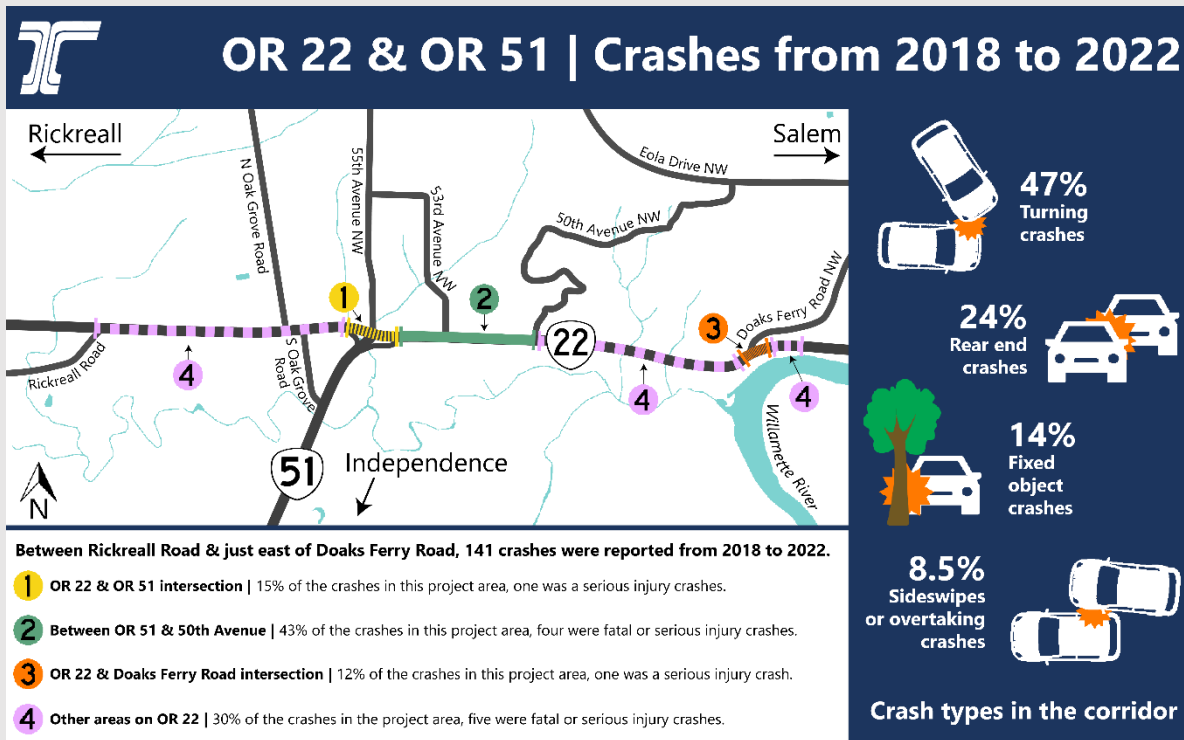 OR 22 & OR 51 | Crashes from 2018 to 2022
Rickreall
Salem
N Oak Grove Road
55th Avenue NW
53rd Avenue NW
Eola Drive NW
50th Avenue NW
Doaks Ferry Road NW
1
2
3
22
Rickreall Road
4
S Oak Grove
Road
4
4
51
Independence
Willamette River
N
Between Rickreall Road & just east of Doaks Ferry Road, 141 crashes were reported from 2018 to 2022.
1 OR 22 & OR 51 intersection | 15% of the crashes in this project area, one was a serious injury crashes.
2 Between OR 51 & 50th Avenue | 43% of the crashes in this project area, four were fatal or serious injury crashes.
3 OR 22 & Doaks Ferry Road intersection | 12% of the crashes in this project area, one was a serious injury crash.
4 Other areas on OR 22 | 30% of the crashes in the project area, five were fatal or serious injury crashes.
47%
Turning
crashes
24%
Rear end
crashes
14%
Fixed
object
crashes
8.5%
Sideswipes
or overtaking
crashes
Crash types in the corridor